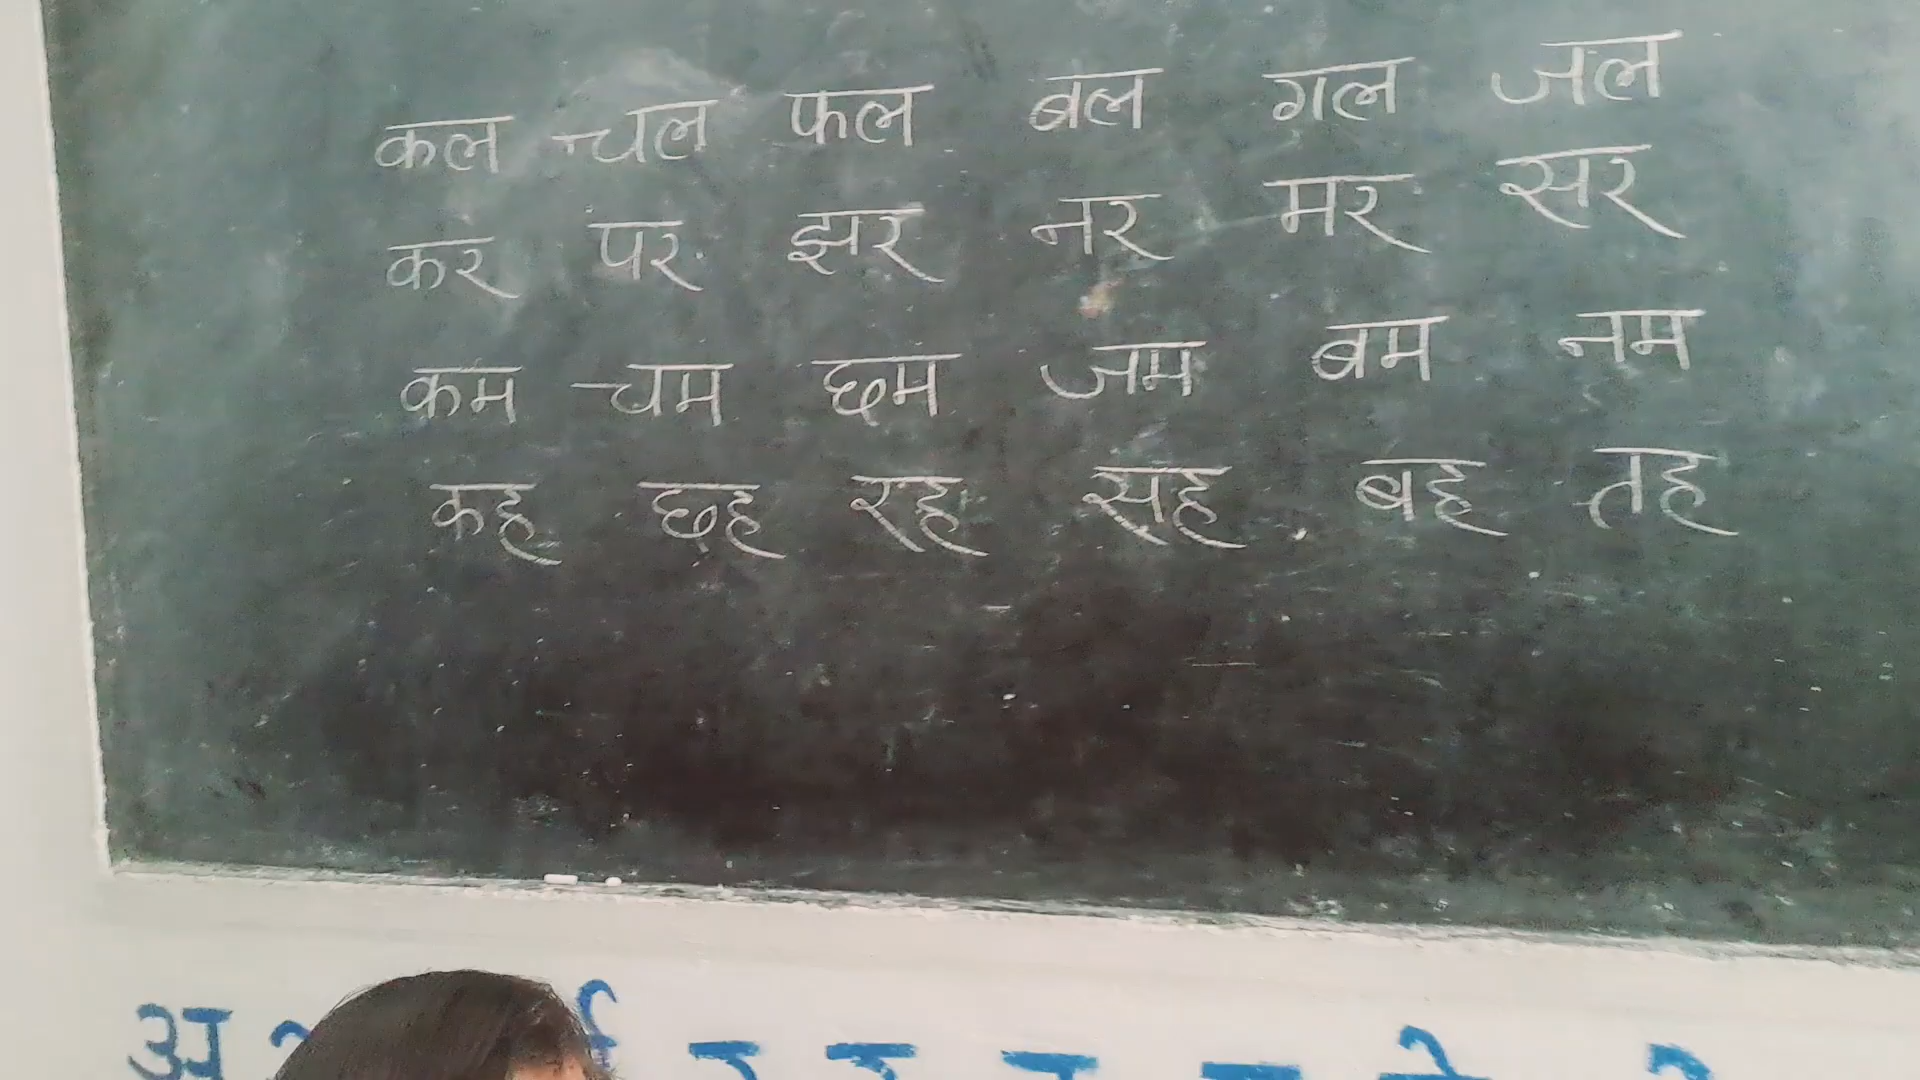 कल चल फल बल गल जल
कर पर झर नर मर सर
कम चम छम जम बम नम
कह छह रह सह बह तह
अ